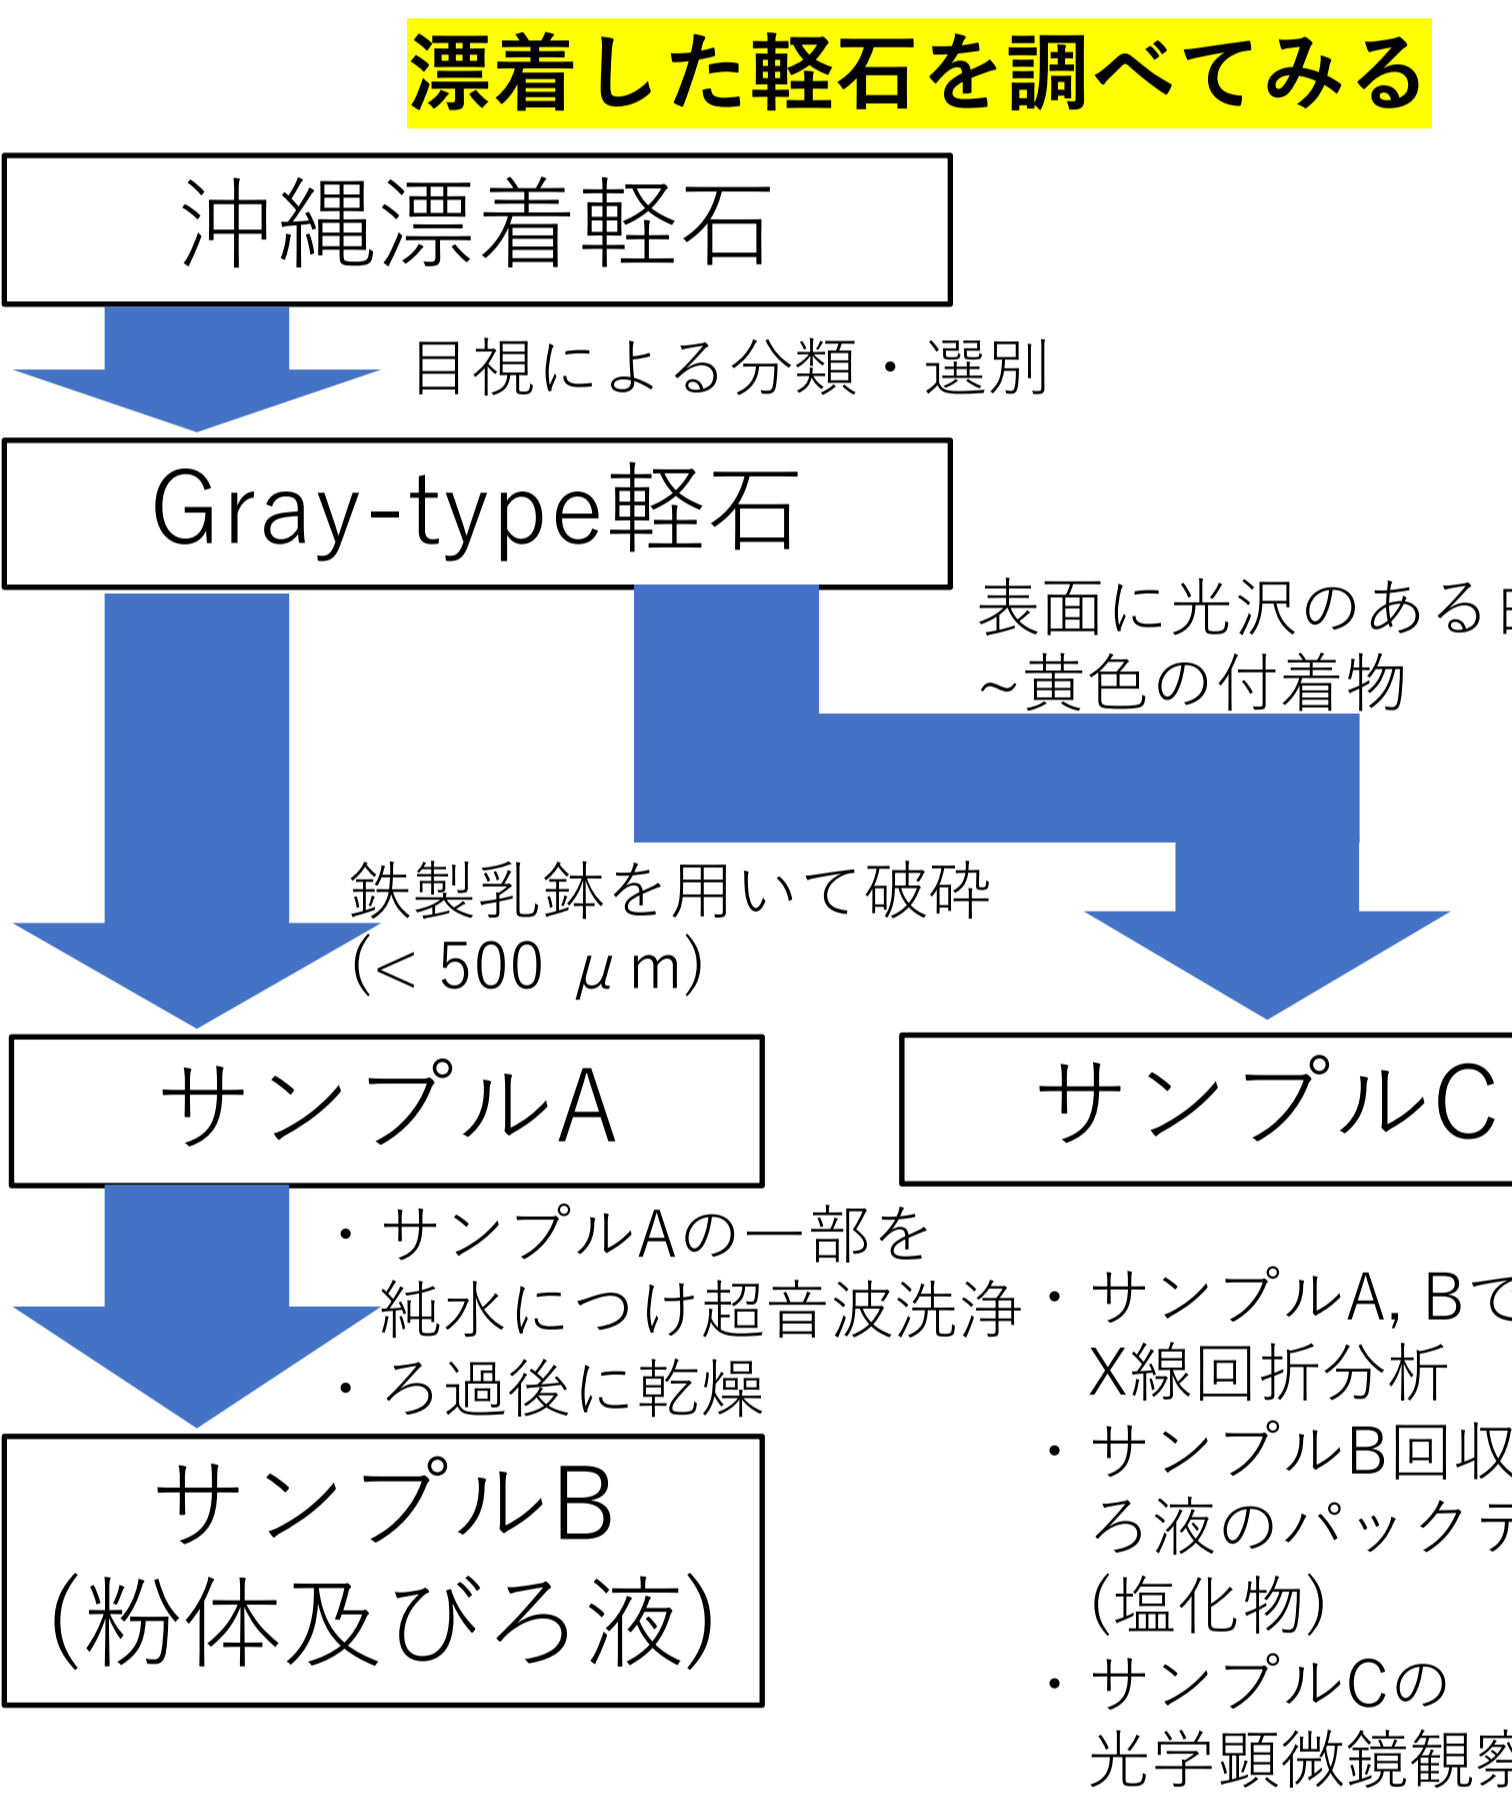 漂着した軽石を調べてみる
沖縄漂着軽石
目視による分類・選別
Gray-type軽石
表面に光沢のある
~黄色の付着物
鉄製乳鉢を用いて破砕
(< 500 μm)
サンプルA
サンプルC
・サンプルAの一部を
純水につけ超音波洗浄
・ろ過後に乾燥
サンプルB
(粉体及びろ液)
・サンプルA, Bて
X線回折分析
・サンプルB回収
ろ液のパックテ
(塩化物)
・サンプルCの
光学顕微鏡観察